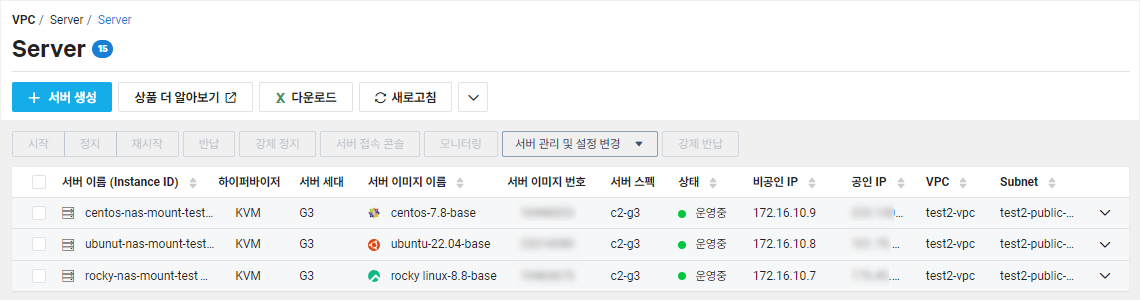 VPC / Server / Server
Server 15
+ 서버 생성 상품 더 알아보기 다운로드 새로고침
시작 정지 재시작 반납 강제 정지 서버 접속 콘솔 모니터링 서버 관리 및 설정 변경 강제 반납
서버 이름 (Instance ID) 하이퍼바이저 서버 세대 서버 이미지 이름 서버 이미지 번호 서버 스펙 상태 비공인 IP 공인 IP VPC Subnet
centos-nas-mount-test... KVM G3 centos-7.8-base c2-g3 운영중 172.16.10.9 ... test2-vpc test2-public-...
ubunut-nas-mount-test... KVM G3 ubuntu-22.04-base c2-g3 운영중 172.16.10.8 ... test2-vpc test2-public-...
rocky-nas-mount-test ... KVM G3 rocky linux-8.8-base c2-g3 운영중 172.16.10.7 ... test2-vpc test2-public-...